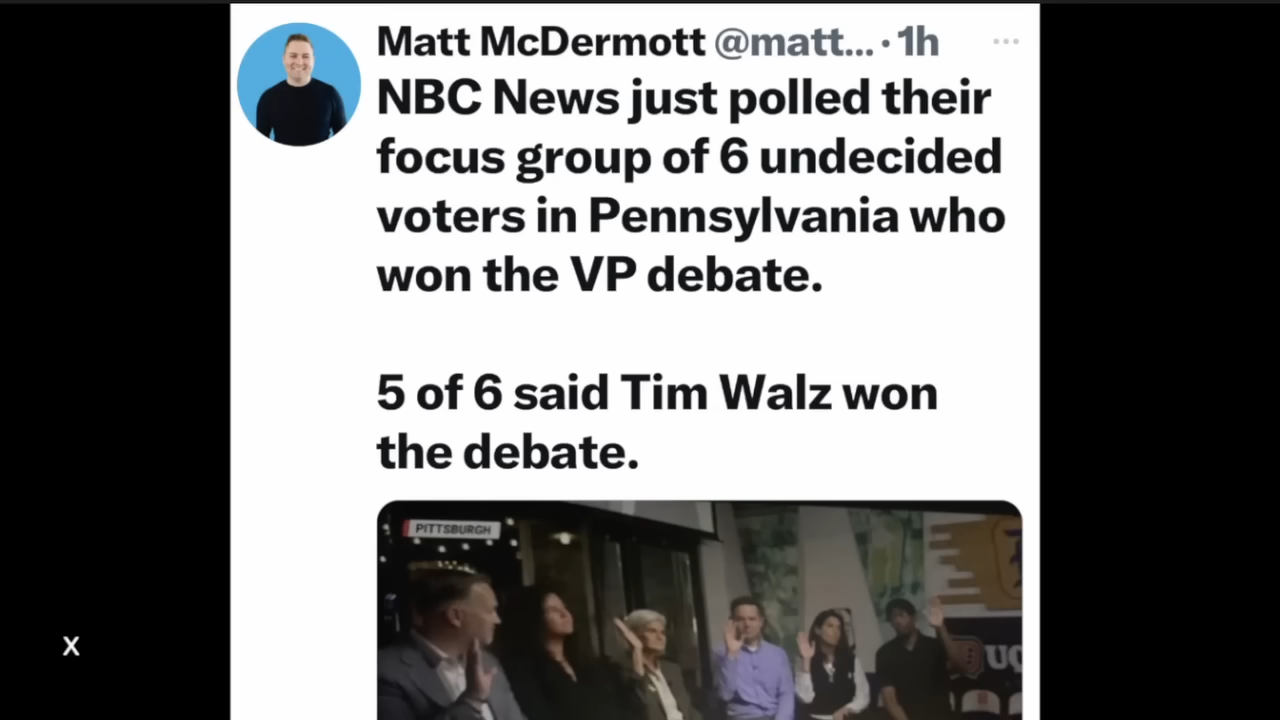 Matt McDermott @matt... · 1h
NBC News just polled their
focus group of 6 undecided
voters in Pennsylvania who
won the VP debate.
5 of 6 said Tim Walz won
the debate.
PITTSBURGH
UQ
X